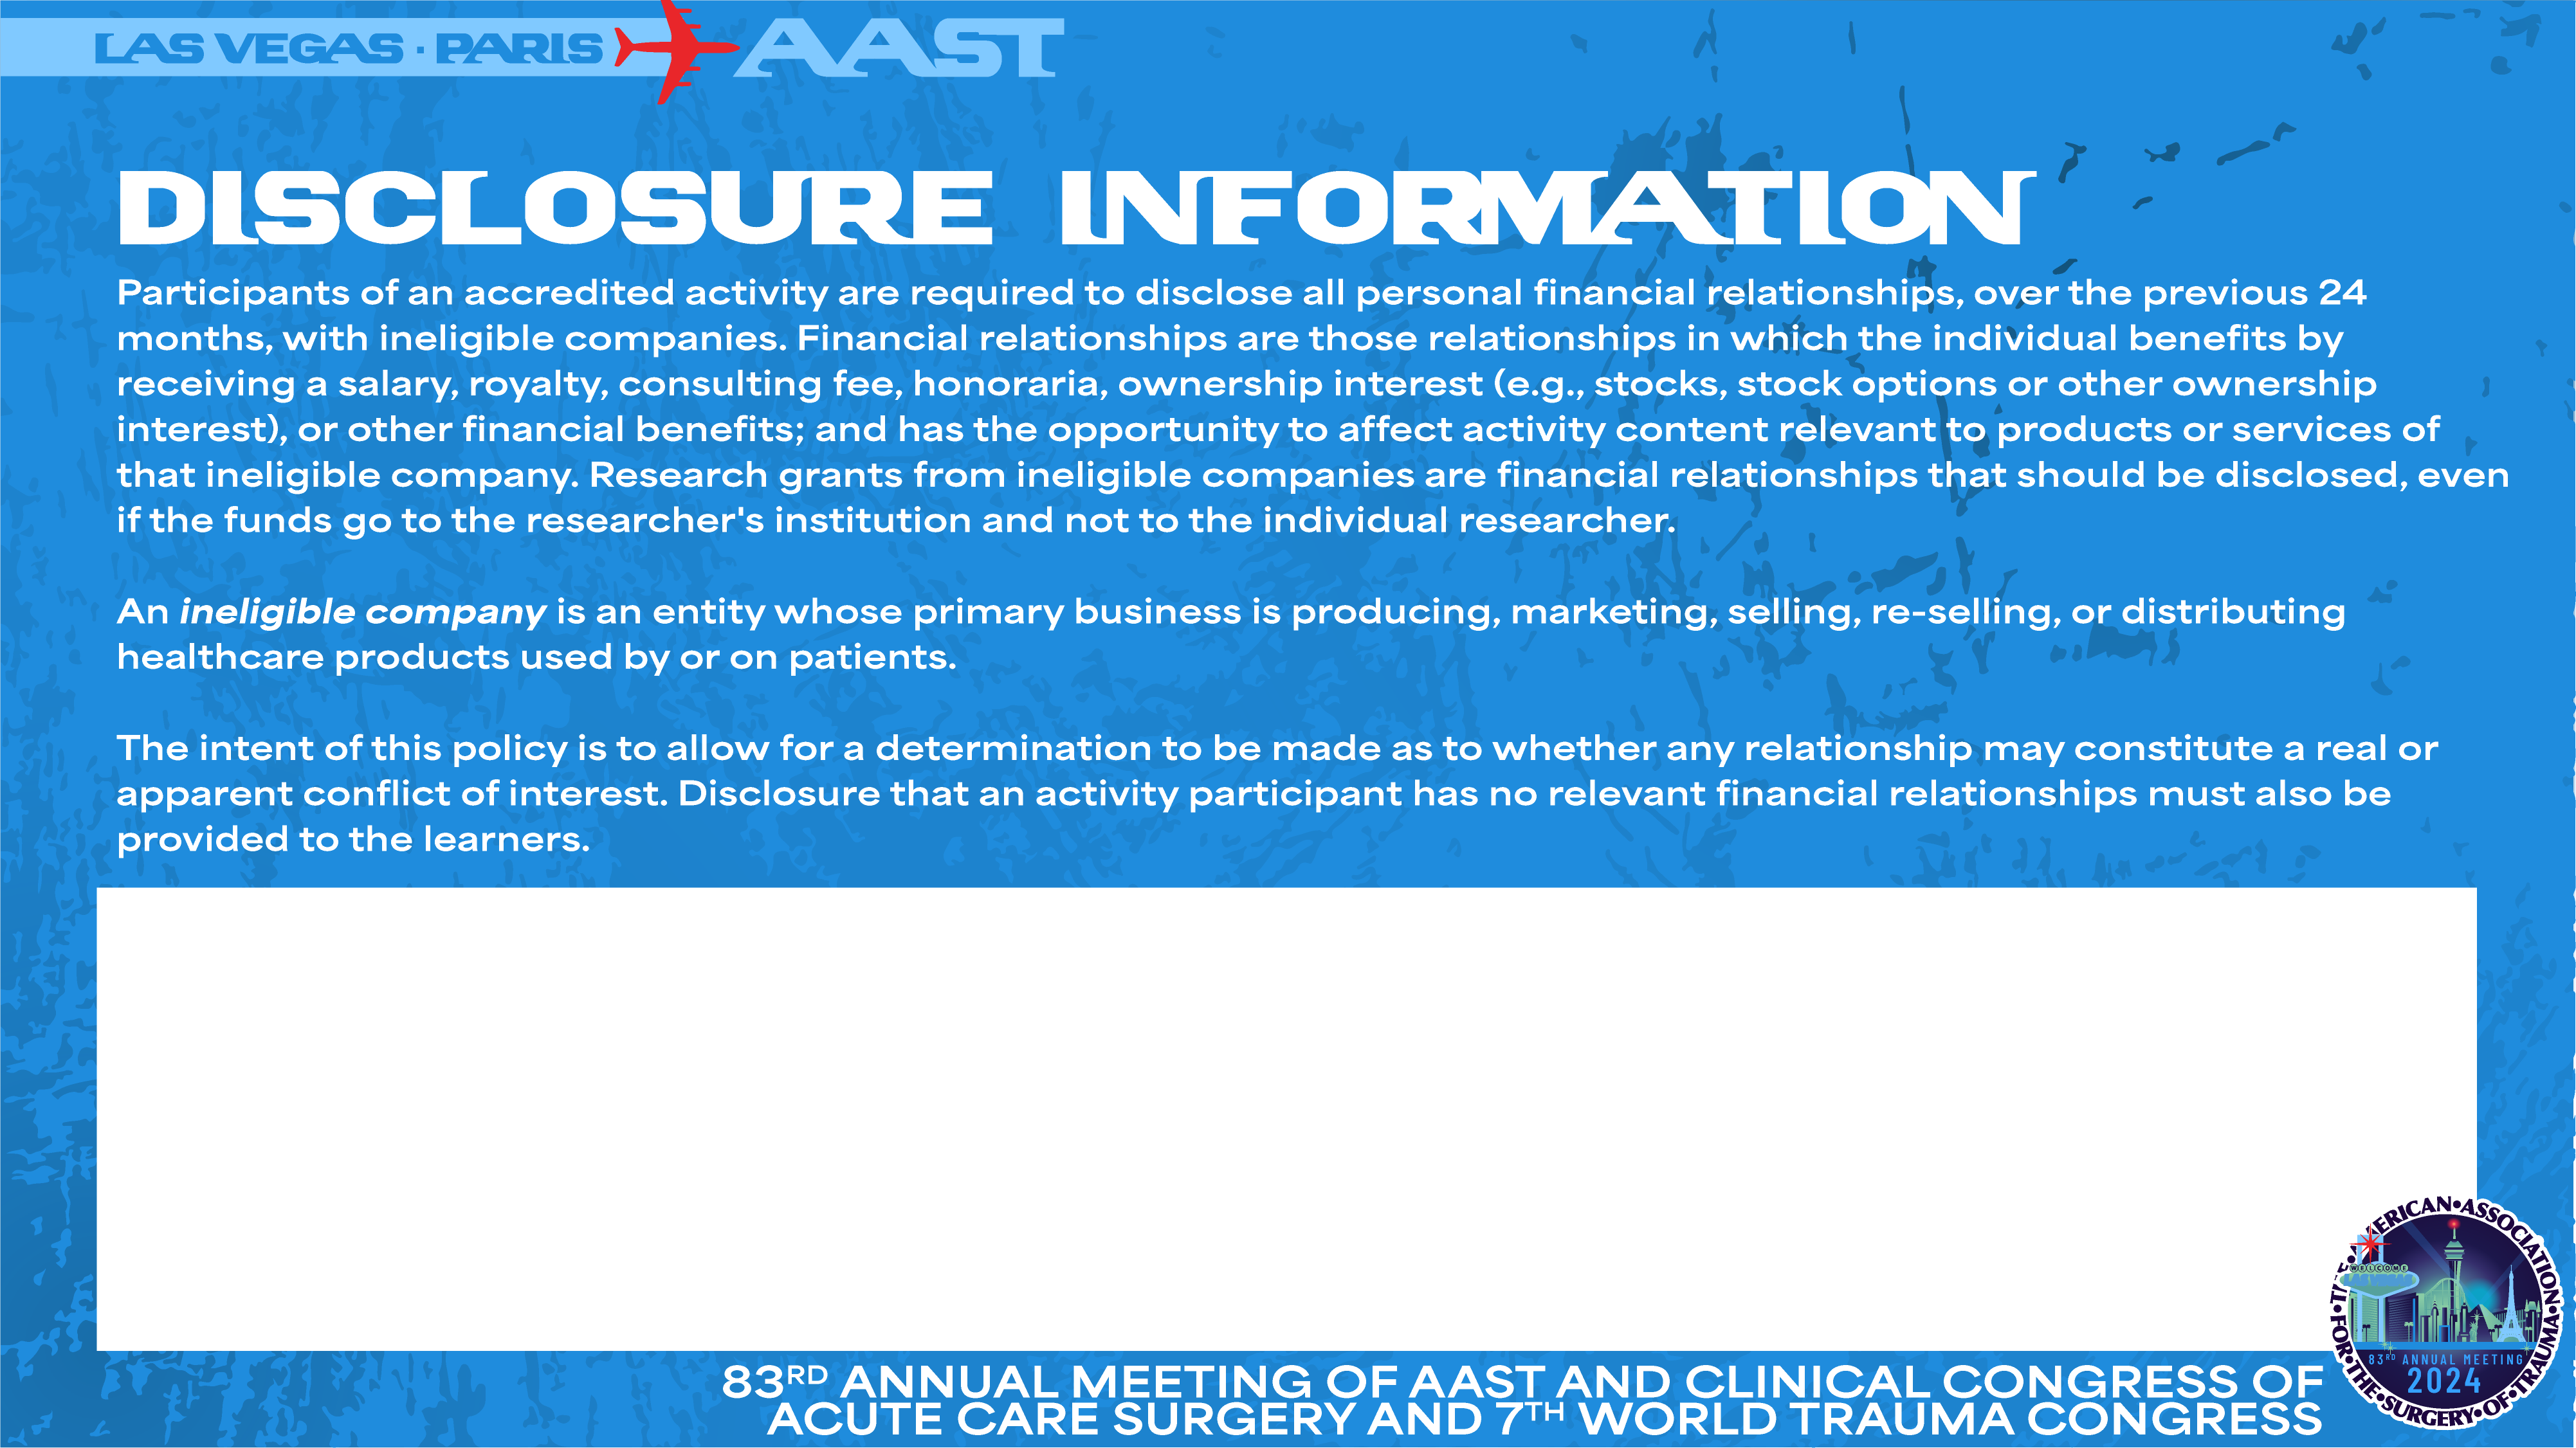 LAS VEGAS · PARIS AAST
DISCLOSURE INFORMATION
Participants of an accredited activity are required to disclose all personal financial relationships, over the previous 24
months, with ineligible companies. Financial relationships are those relationships in which the individual benefits by
receiving a salary, royalty, consulting fee, honoraria, ownership interest (e.g., stocks, stock options or other ownership
interest), or other financial benefits; and has the opportunity to affect activity content relevant to products or services of
that ineligible company. Research grants from ineligible companies are financial relationships that should be disclosed, even
if the funds go to the researcher's institution and not to the individual researcher.
An ineligible company is an entity whose primary business is producing, marketing, selling, re-selling, or distributing
healthcare products used by or on patients.
The intent of this policy is to allow for a determination to be made as to whether any relationship may constitute a real or
apparent conflict of interest. Disclosure that an activity participant has no relevant financial relationships must also be
provided to the learners.
83RD ANNUAL MEETING OF AAST AND CLINICAL CONGRESS OF
ACUTE CARE SURGERY AND 7TH WORLD TRAUMA CONGRESS
ASSOCIATION
•FOR•THE•SURGERY•OF•TRAUMA•
WELCOME
83RD ANNUAL MEETING
2024